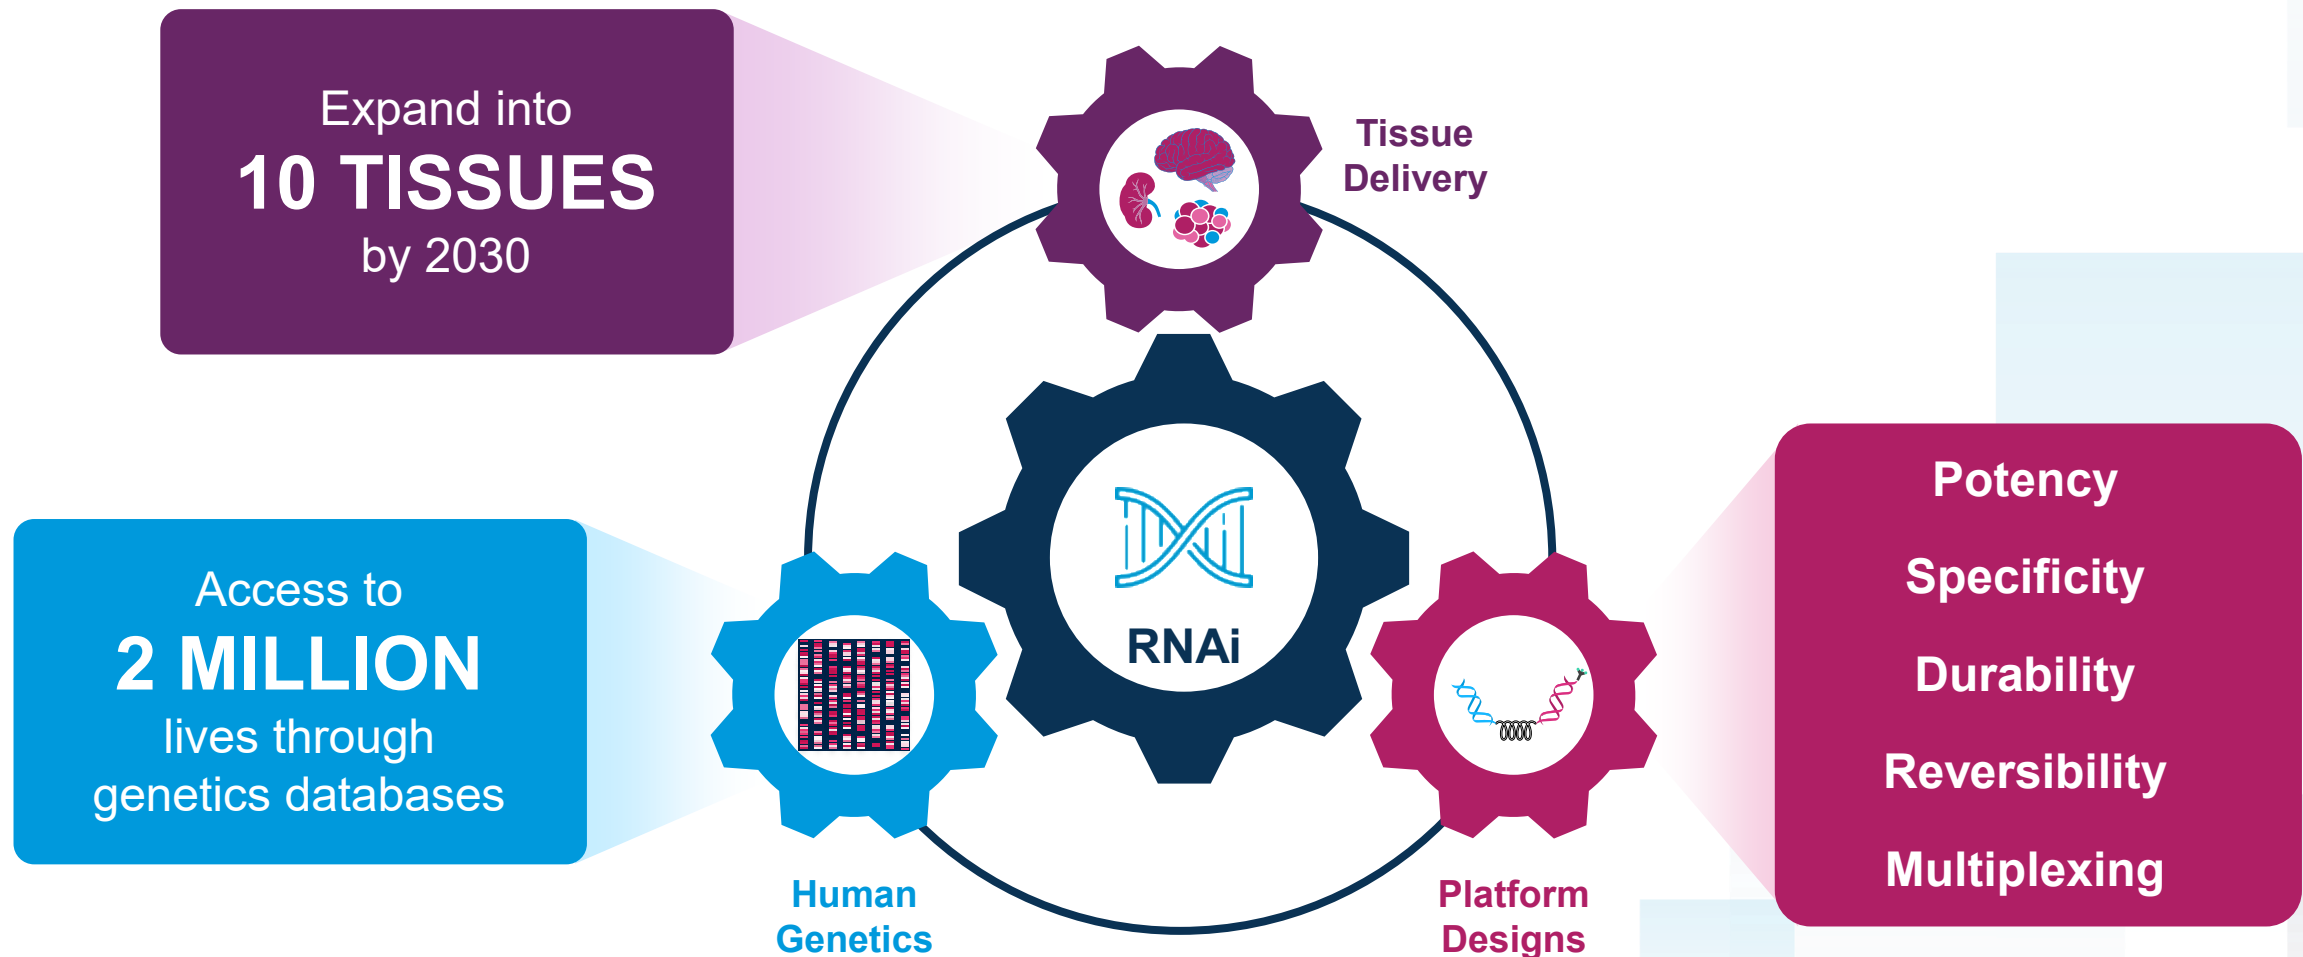 Expand into
10 TISSUES
by 2030
Tissue
Delivery
Access to
2 MILLION
lives through
genetics databases
RNAi
Human
Genetics
Platform
Designs
Potency
Specificity
Durability
Reversibility
Multiplexing